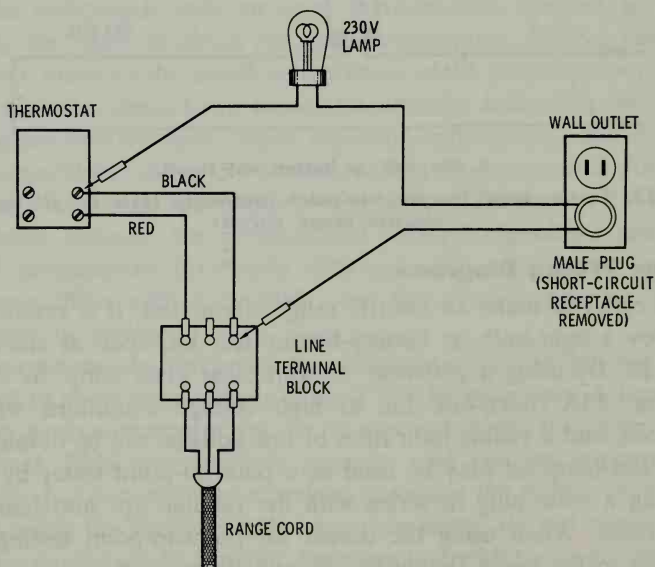 230V
LAMP
THERMOSTAT
WALL OUTLET
BLACK
RED
MALE PLUG
(SHORT-CIRCUIT
RECEPTACLE
REMOVED)
LINE
TERMINAL
BLOCK
RANGE CORD